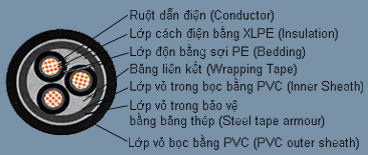 Ruột dẫn điện (Conductor)
Lớp cách điện bằng XLPE (Insulation)
Lớp độn bằng sợi PE (Bedding)
Băng liên kết (Wrapping Tape)
Lớp vỏ trong bọc bằng PVC (Inner Sheath)
Lớp vỏ trong bảo vệ
bằng băng thép (Steel tape armour)
Lớp vỏ bọc bằng PVC (PVC outer sheath)